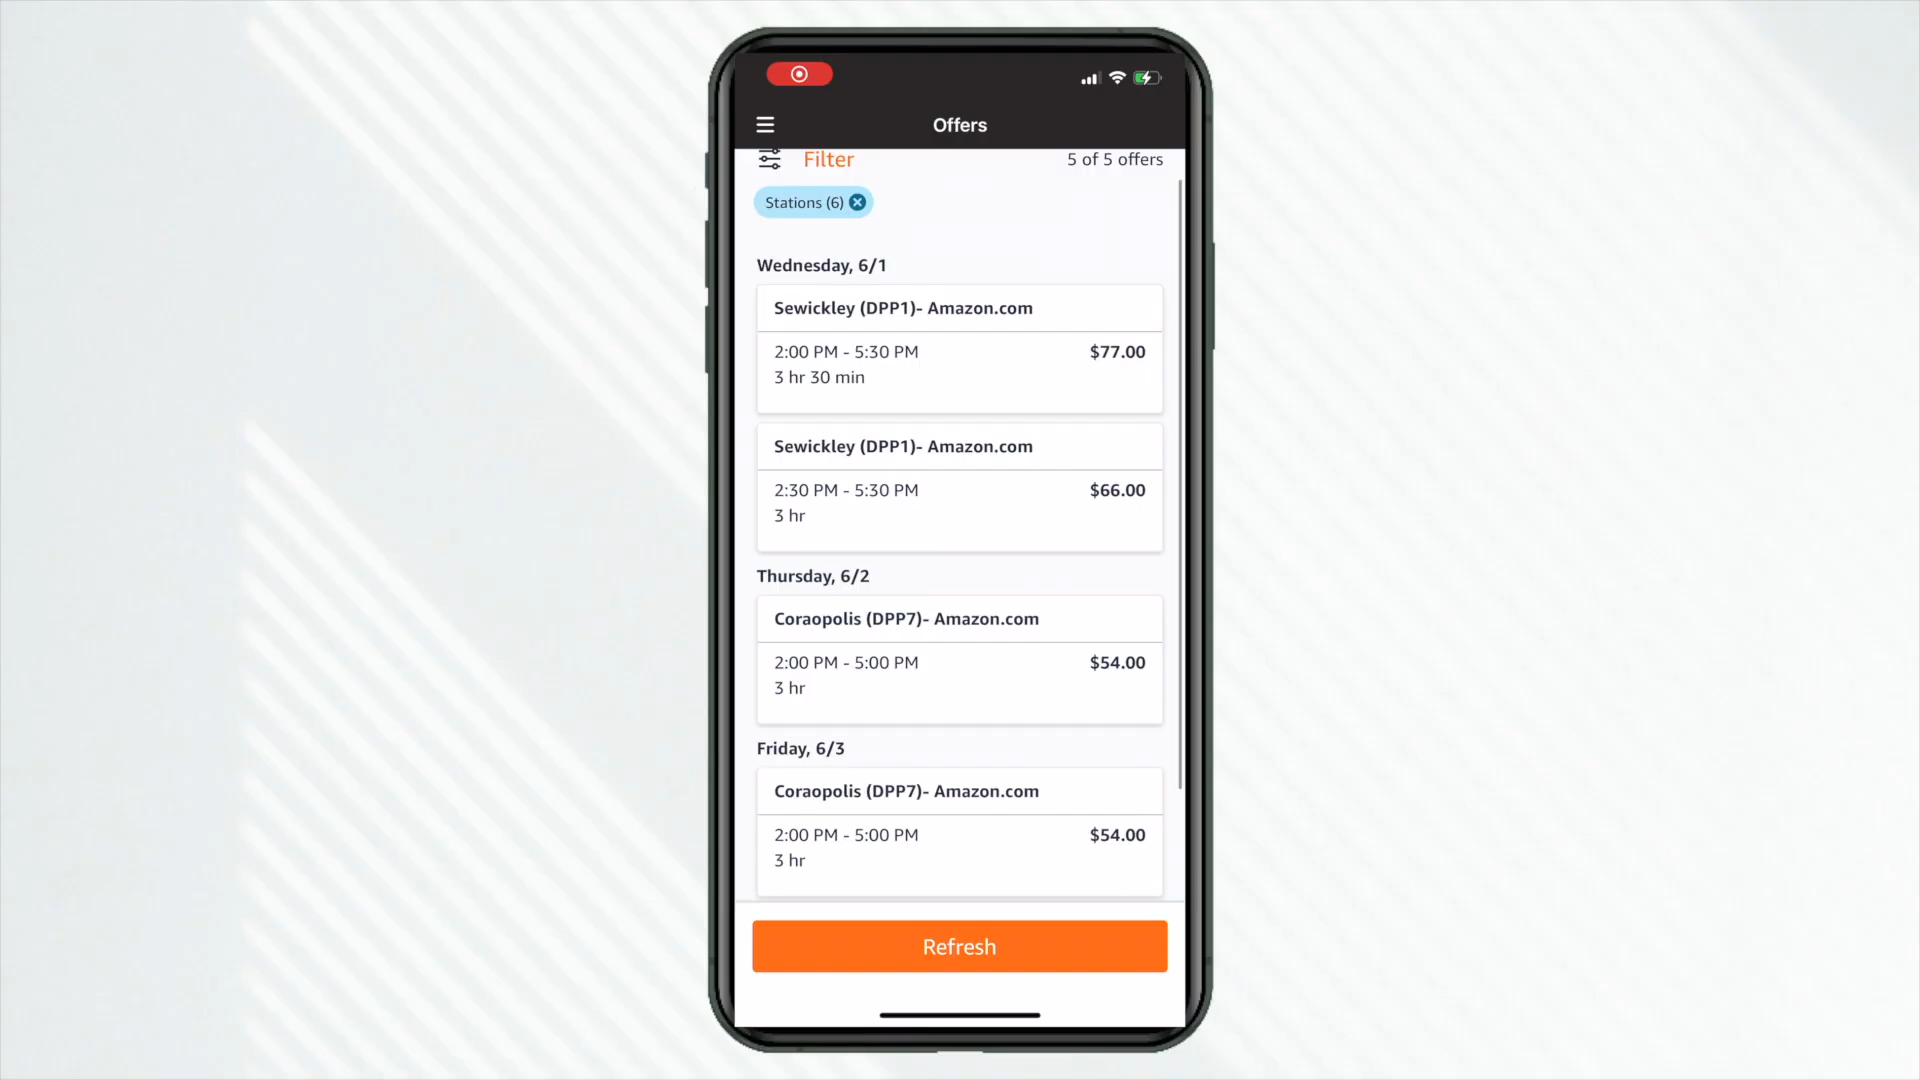 Offers
Filter
5 of 5 offers
Stations (6)
Wednesday, 6/1
Sewickley (DPP1)- Amazon.com
2:00 PM - 5:30 PM
$77.00
3 hr 30 min
Sewickley (DPP1)- Amazon.com
2:30 PM - 5:30 PM
$66.00
3 hr
Thursday, 6/2
Coraopolis (DPP7)- Amazon.com
2:00 PM - 5:00 PM
$54.00
3 hr
Friday, 6/3
Coraopolis (DPP7)- Amazon.com
2:00 PM - 5:00 PM
$54.00
3 hr
Refresh